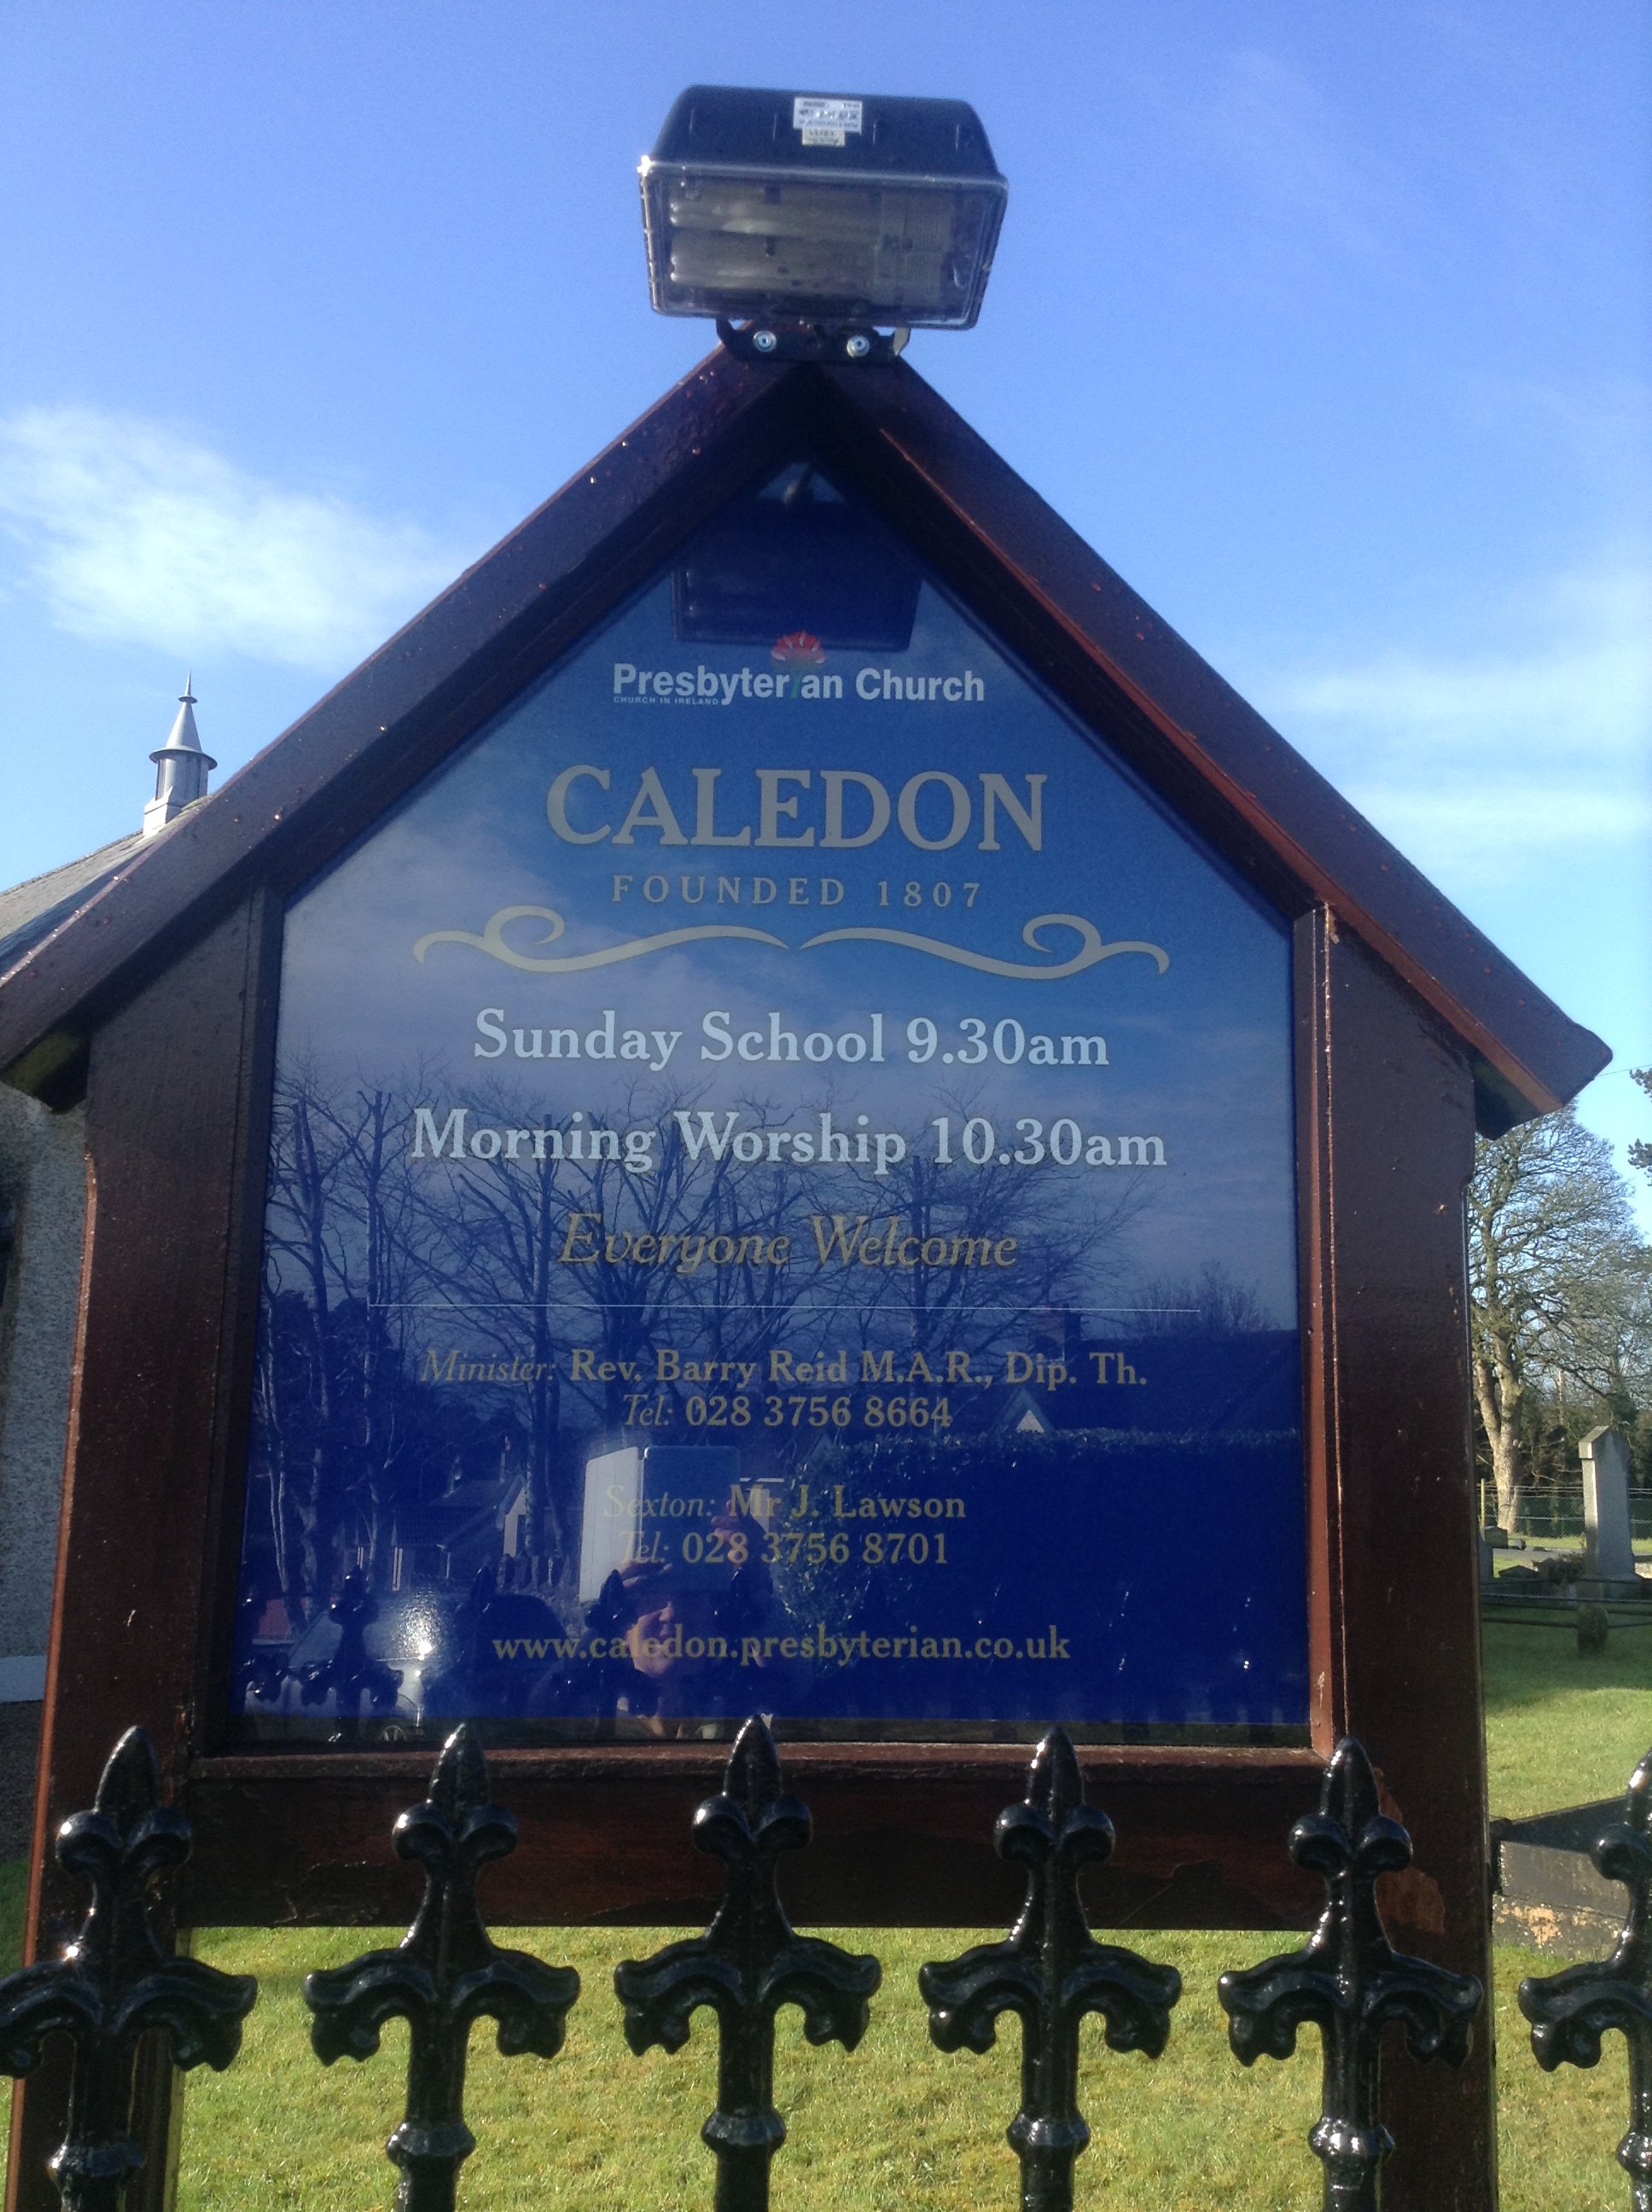 Presbyterian Church
CHURCH IN IRELAND
CALEDON
FOUNDED 1807
Sunday School 9.30am
Morning Worship 10.30am
Everyone Welcome
Minister: Rev. Barry Reid M.A.R., Dip. Th.
Tel: 028 3756 8664
Sexton: Mr J. Lawson
Tel: 028 3756 8701
www.caledon.presbyterian.co.uk